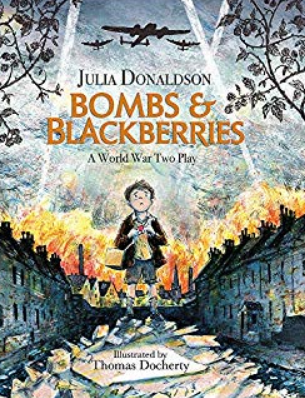 JULIA DONALDSON
BOMBS &
BLACKBERRIES
A World War Two Play
Illustrated by
Thomas Docherty